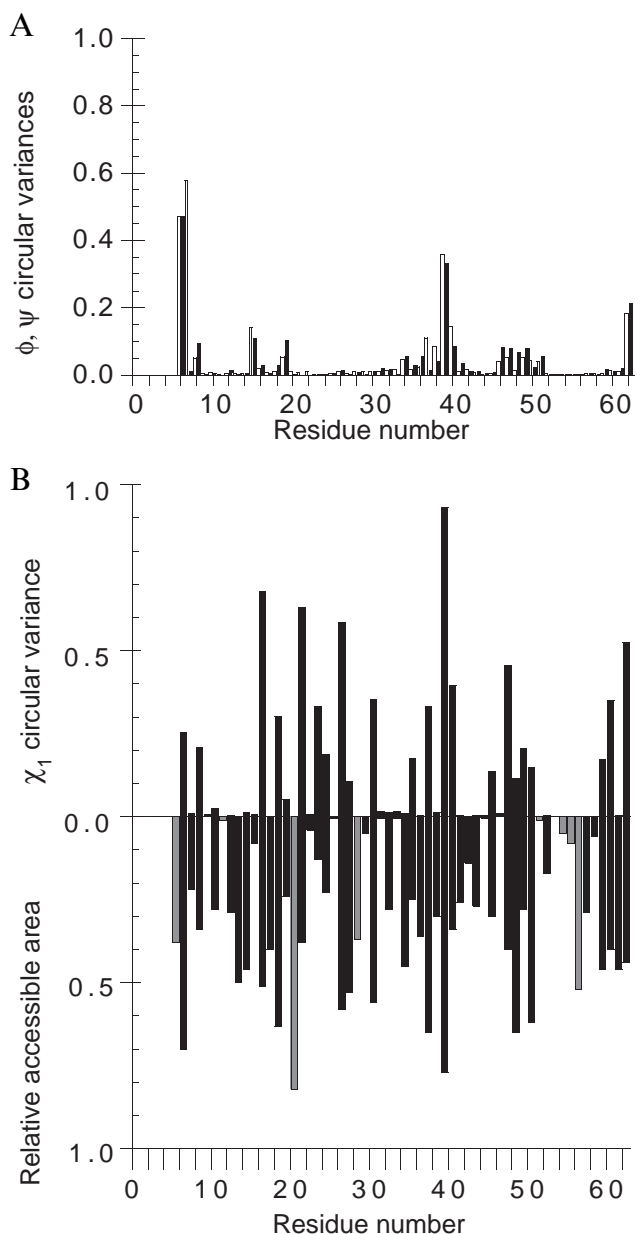 A
1.0
0.8
0.6
0.4
0.2
0.0
ϕ, ψ circular variances
0 10 20 30 40 50 60
Residue number
B
1.0
0.5
0.0
0.5
1.0
χ1 circular variance
Relative accessible area
0 10 20 30 40 50 60
Residue number